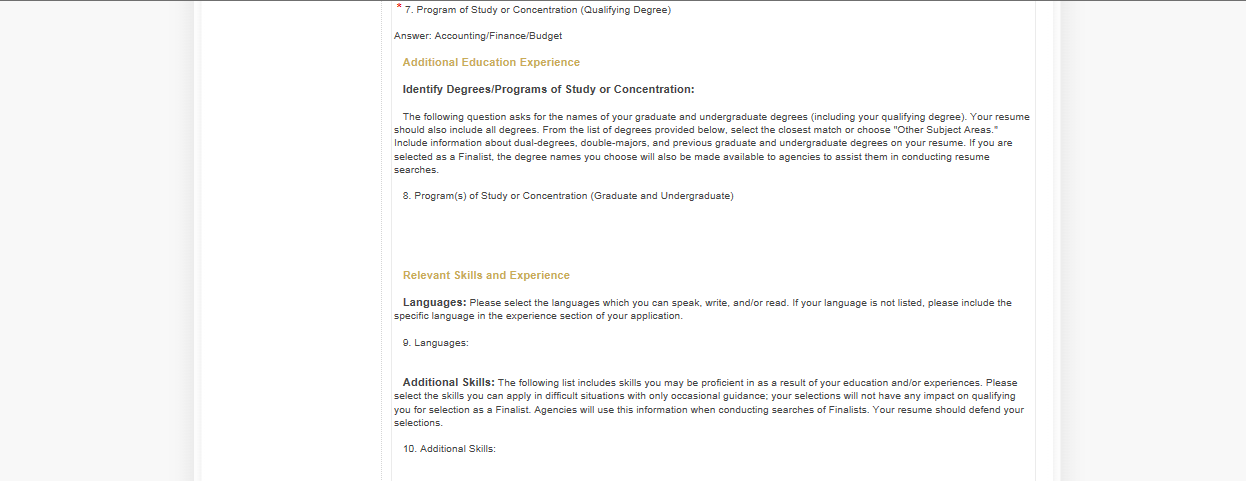 * 7. Program of Study or Concentration (Qualifying Degree)
Answer: Accounting/Finance/Budget
Additional Education Experience
Identify Degrees/Programs of Study or Concentration:
The following question asks for the names of your graduate and undergraduate degrees (including your qualifying degree). Your resume
should also include all degrees. From the list of degrees provided below, select the closest match or choose "Other Subject Areas."
Include information about dual-degrees, double-majors, and previous graduate and undergraduate degrees on your resume. If you are
selected as a Finalist, the degree names you choose will also be made available to agencies to assist them in conducting resume
searches.
8. Program(s) of Study or Concentration (Graduate and Undergraduate)
Relevant Skills and Experience
Languages: Please select the languages which you can speak, write, and/or read. If your language is not listed, please include the
specific language in the experience section of your application.
9. Languages:
Additional Skills: The following list includes skills you may be proficient in as a result of your education and/or experiences. Please
select the skills you can apply in difficult situations with only occasional guidance; your selections will not have any impact on qualifying
you for selection as a Finalist. Agencies will use this information when conducting searches of Finalists. Your resume should defend your
selections.
10. Additional Skills: